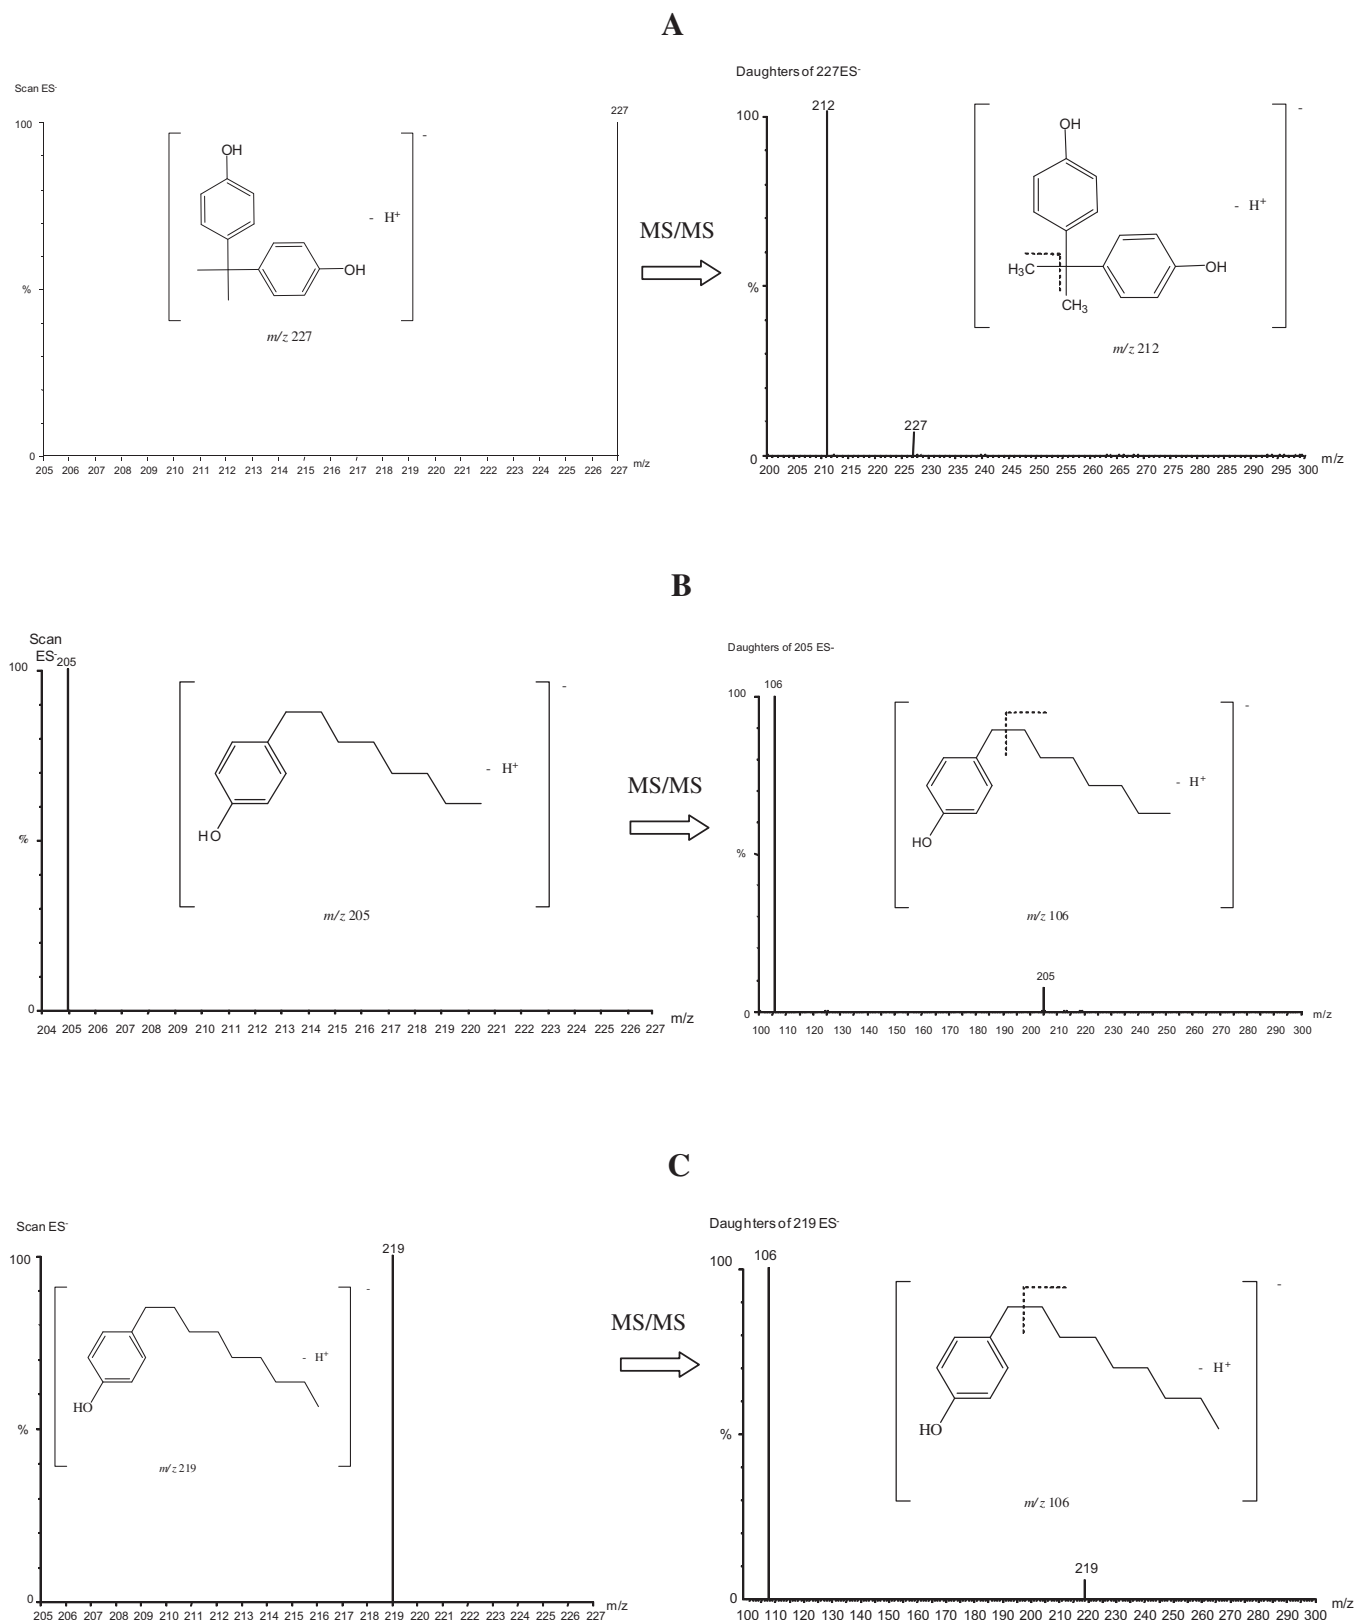 A
Scan ES-
100
%
0
227
OH
OH
- H+
-
m/z 227
205 206 207 208 209 210 211 212 213 214 215 216 217 218 219 220 221 222 223 224 225 226 227
m/z
MS/MS
Daughters of 227ES-
100
%
0
212
227
OH
OH
H3C
CH3
- H+
-
m/z 212
200 205 210 215 220 225 230 235 240 245 250 255 260 265 270 275 280 285 290 295 300
m/z
B
Scan
ES-
205
100
%
0
HO
- H+
-
m/z 205
204 205 206 207 208 209 210 211 212 213 214 215 216 217 218 219 220 221 222 223 224 225 226 227
m/z
MS/MS
Daughters of 205 ES-
100
%
0
106
205
HO
- H+
-
m/z 106
100 110 120 130 140 150 160 170 180 190 200 210 220 230 240 250 260 270 280 290 300
m/z
C
Scan ES-
100
%
0
219
HO
- H+
-
m/z 219
205 206 207 208 209 210 211 212 213 214 215 216 217 218 219 220 221 222 223 224 225 226 227
m/z
MS/MS
Daughters of 219 ES-
100
%
0
106
219
HO
- H+
-
m/z 106
100 110 120 130 140 150 160 170 180 190 200 210 220 230 240 250 260 270 280 290 300
m/z